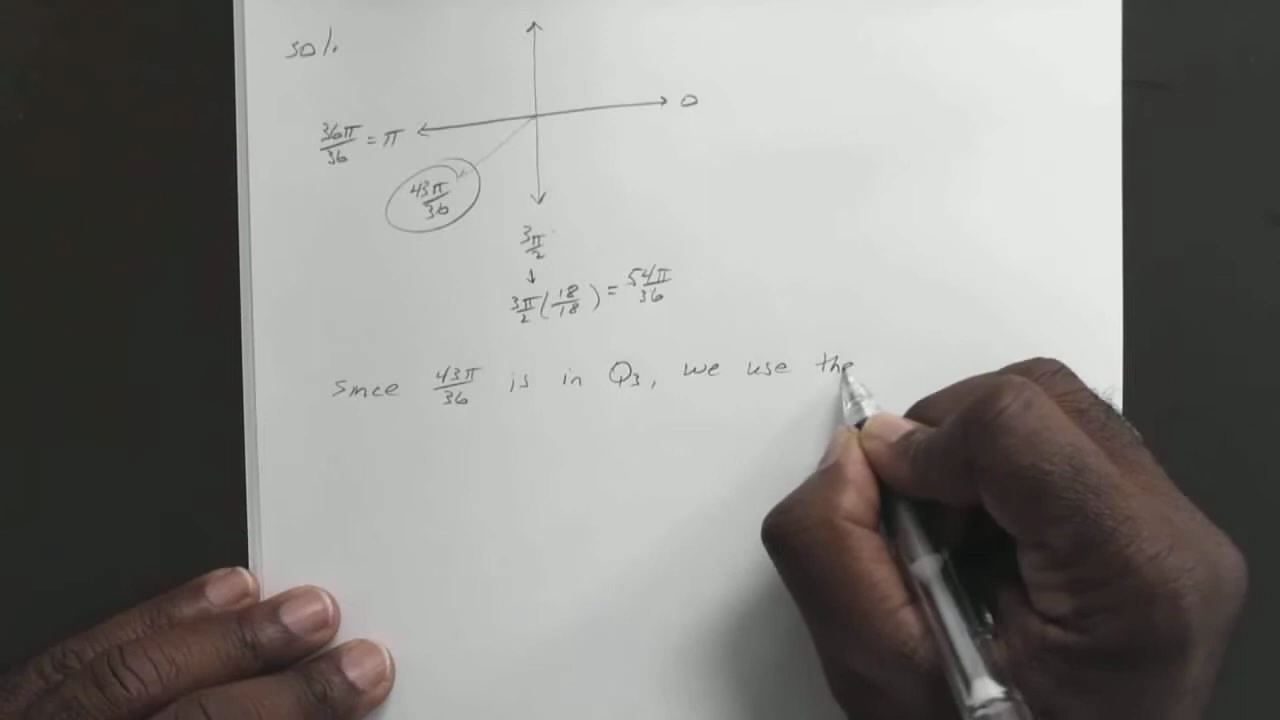 Sol.
0
36π/36 = π
43π/36
3π/2
↓
3π/2 (18/18) = 54π/36
Since 43π/36 is in Q3, we use the